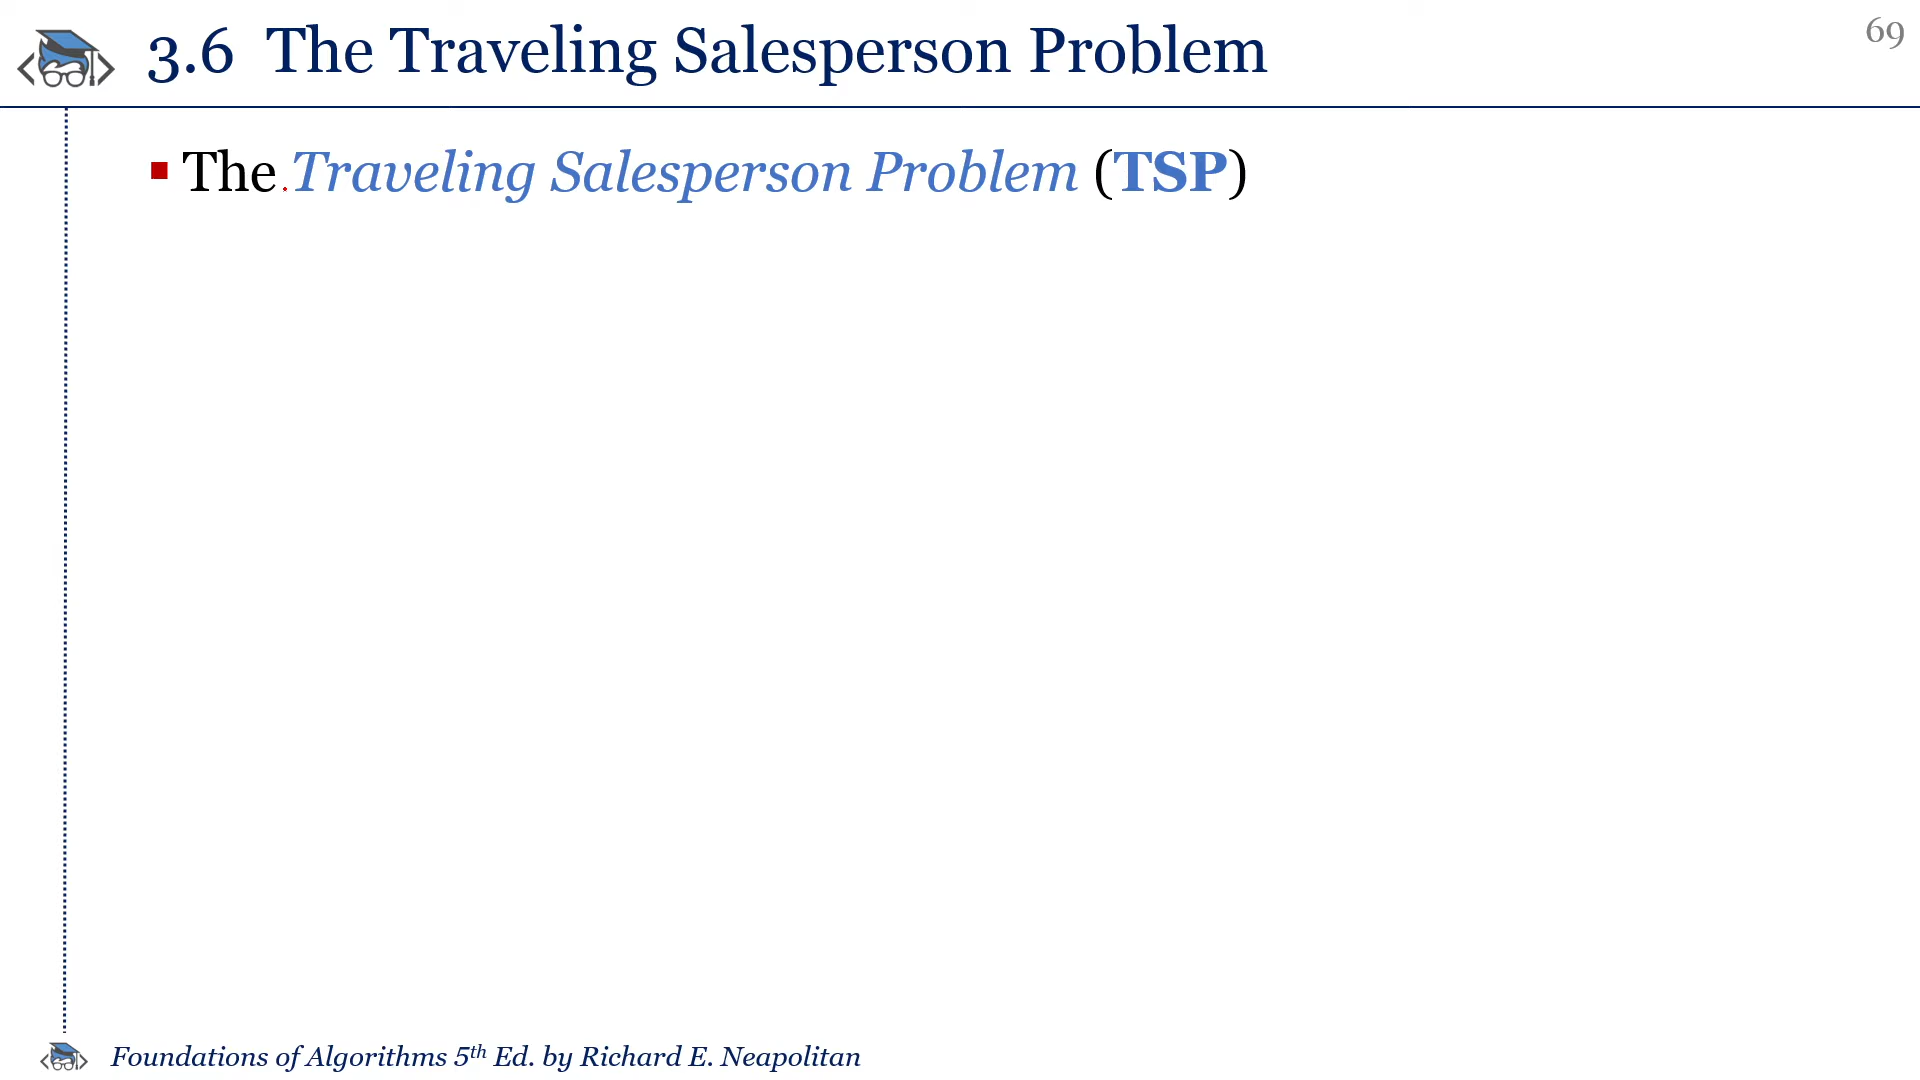 3.6 The Traveling Salesperson Problem
69
The Traveling Salesperson Problem (TSP)
Foundations of Algorithms 5th Ed. by Richard E. Neapolitan